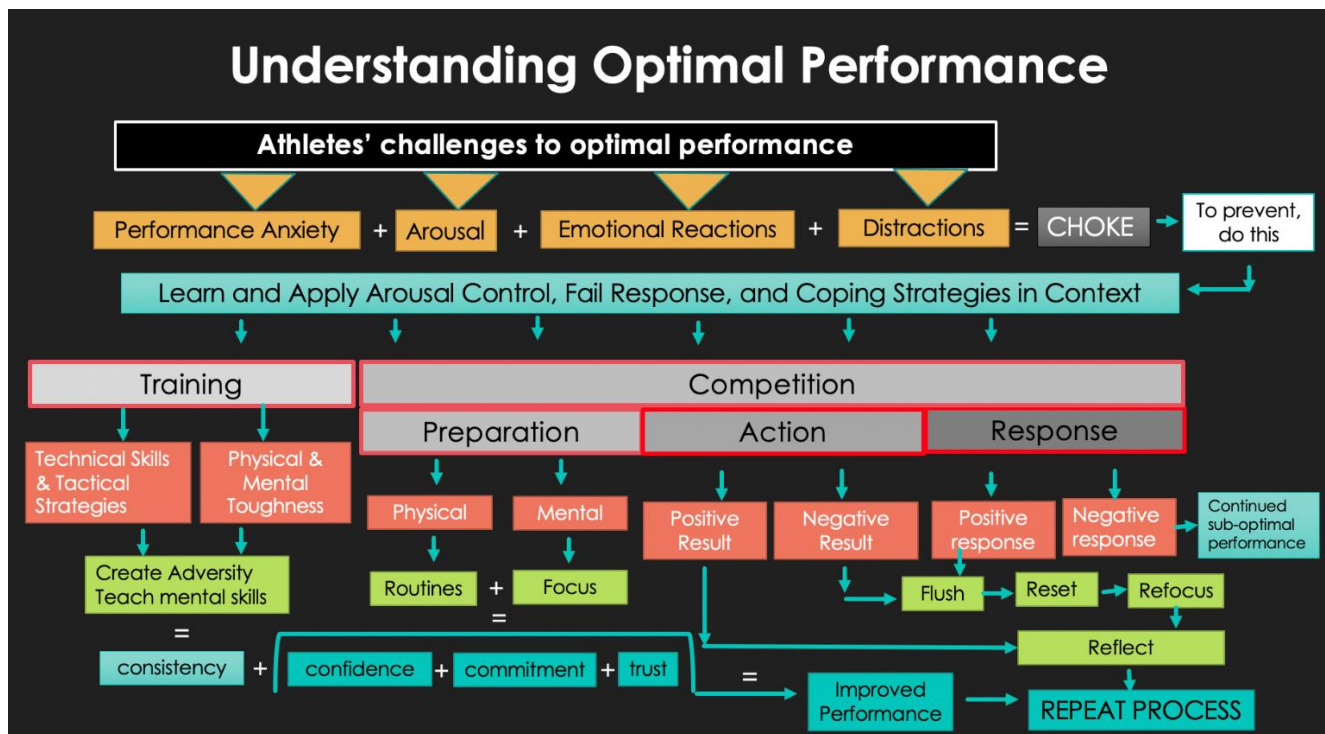 Understanding Optimal Performance
Athletes' challenges to optimal performance
Performance Anxiety + Arousal + Emotional Reactions + Distractions = CHOKE
To prevent,
do this
Learn and Apply Arousal Control, Fail Response, and Coping Strategies in Context
Training
Competition
Preparation
Action
Response
Technical Skills
& Tactical
Strategies
Physical &
Mental
Toughness
Physical
Mental
Positive
Result
Negative
Result
Positive
response
Negative
response
Continued
sub-optimal
performance
Create Adversity
Teach mental skills
Routines + Focus
Flush
Reset
Refocus
=
=
Reflect
consistency + confidence + commitment + trust =
Improved
Performance
REPEAT PROCESS